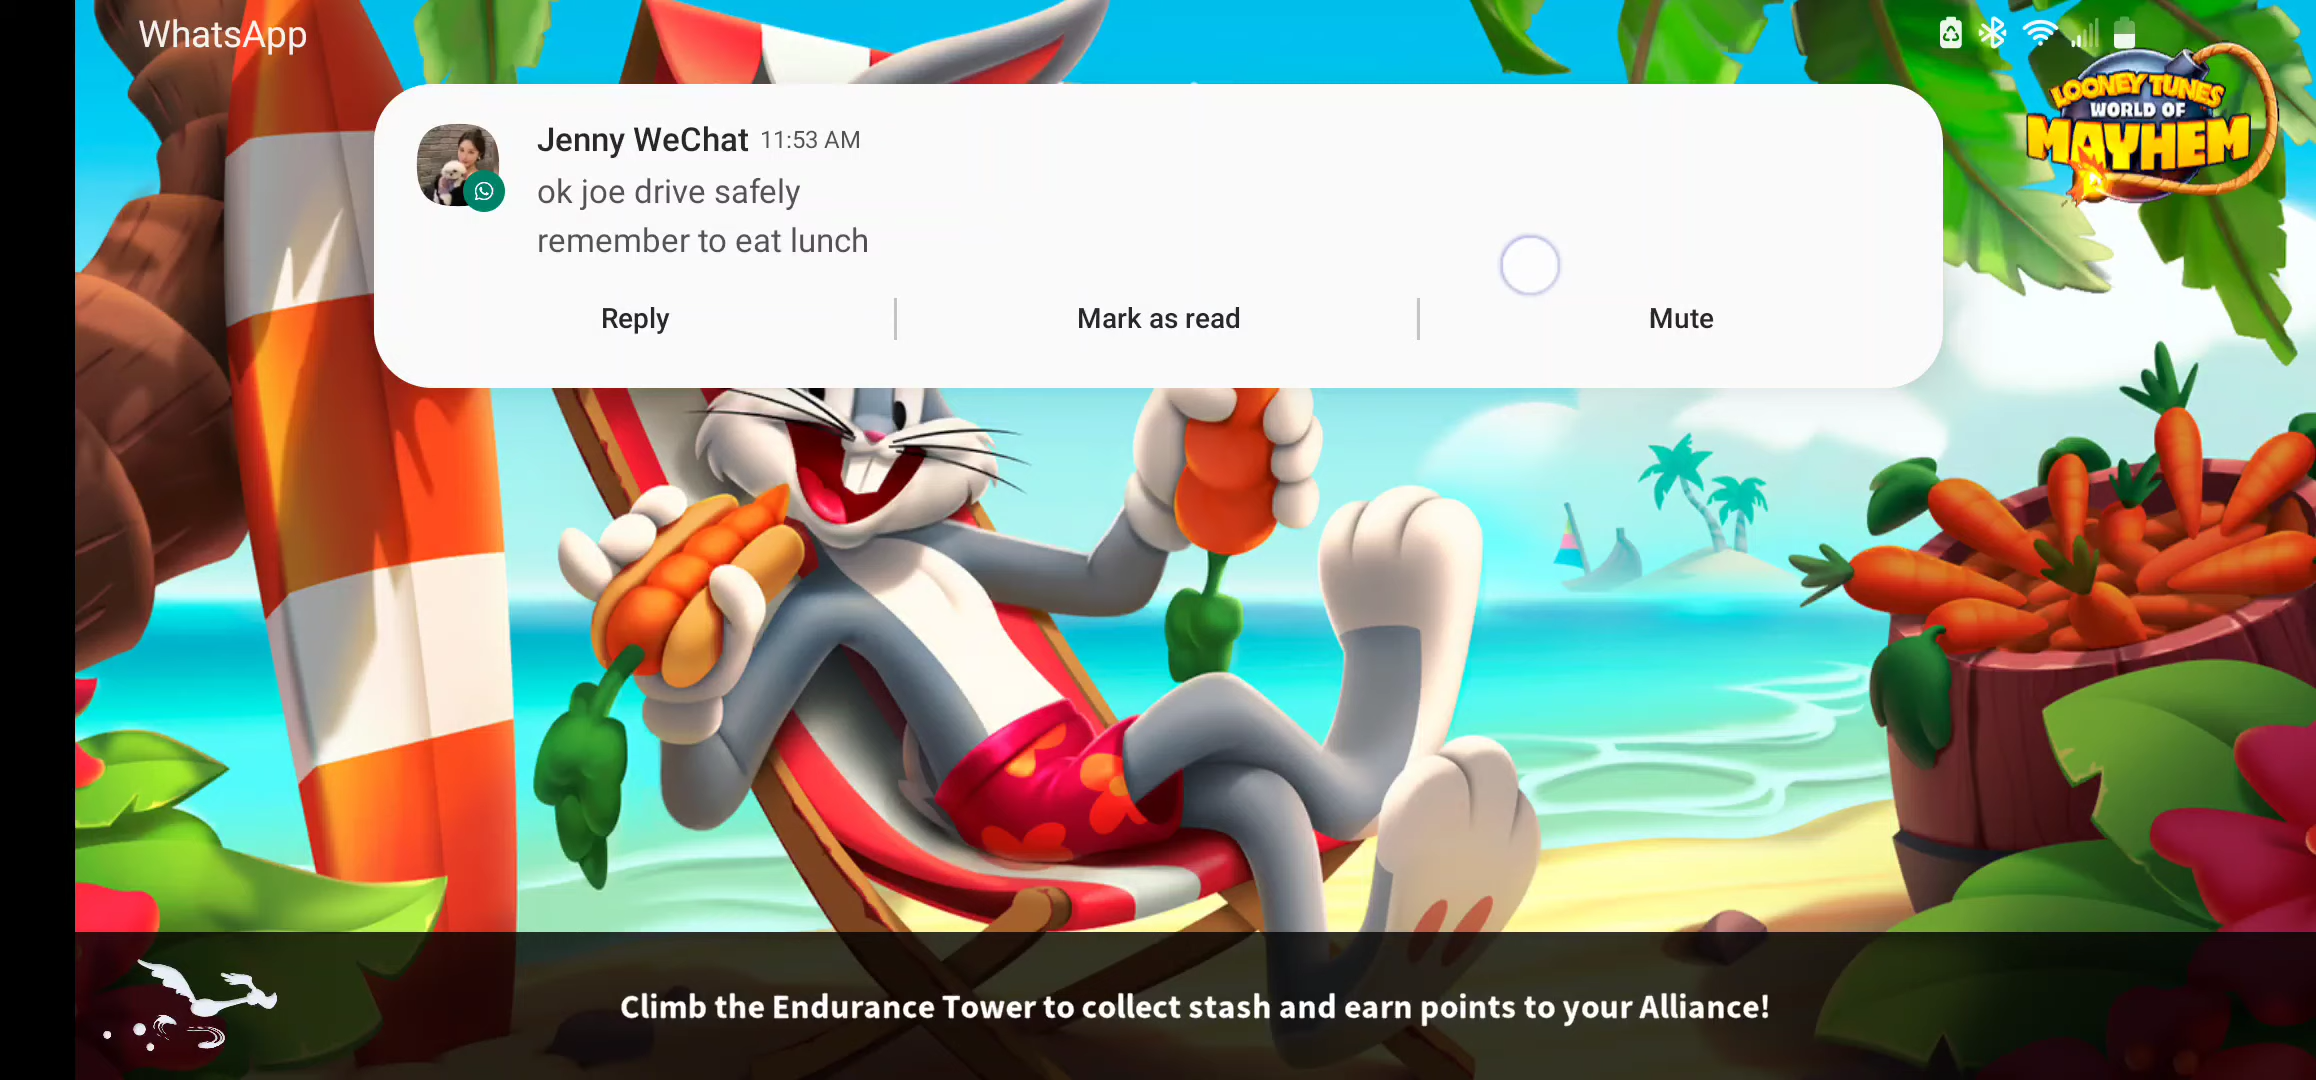 WhatsApp
LOONEY TUNES
WORLD OF
MAYHEM
Jenny WeChat 11:53 AM
ok joe drive safely
remember to eat lunch
Reply
Mark as read
Mute
Climb the Endurance Tower to collect stash and earn points to your Alliance!